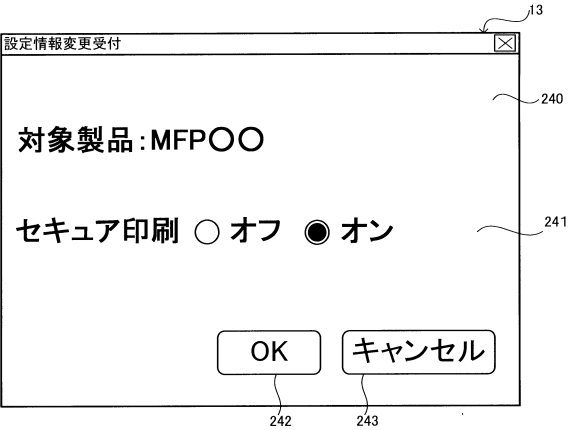 13
設定情報変更受付
240
対象製品:MFP〇〇
241
セキュア印刷 ○ オフ ◉ オン
OK キャンセル
242 243